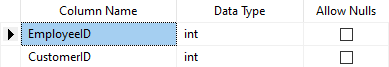 Column Name Data Type Allow Nulls
EmployeeID int
CustomerID int